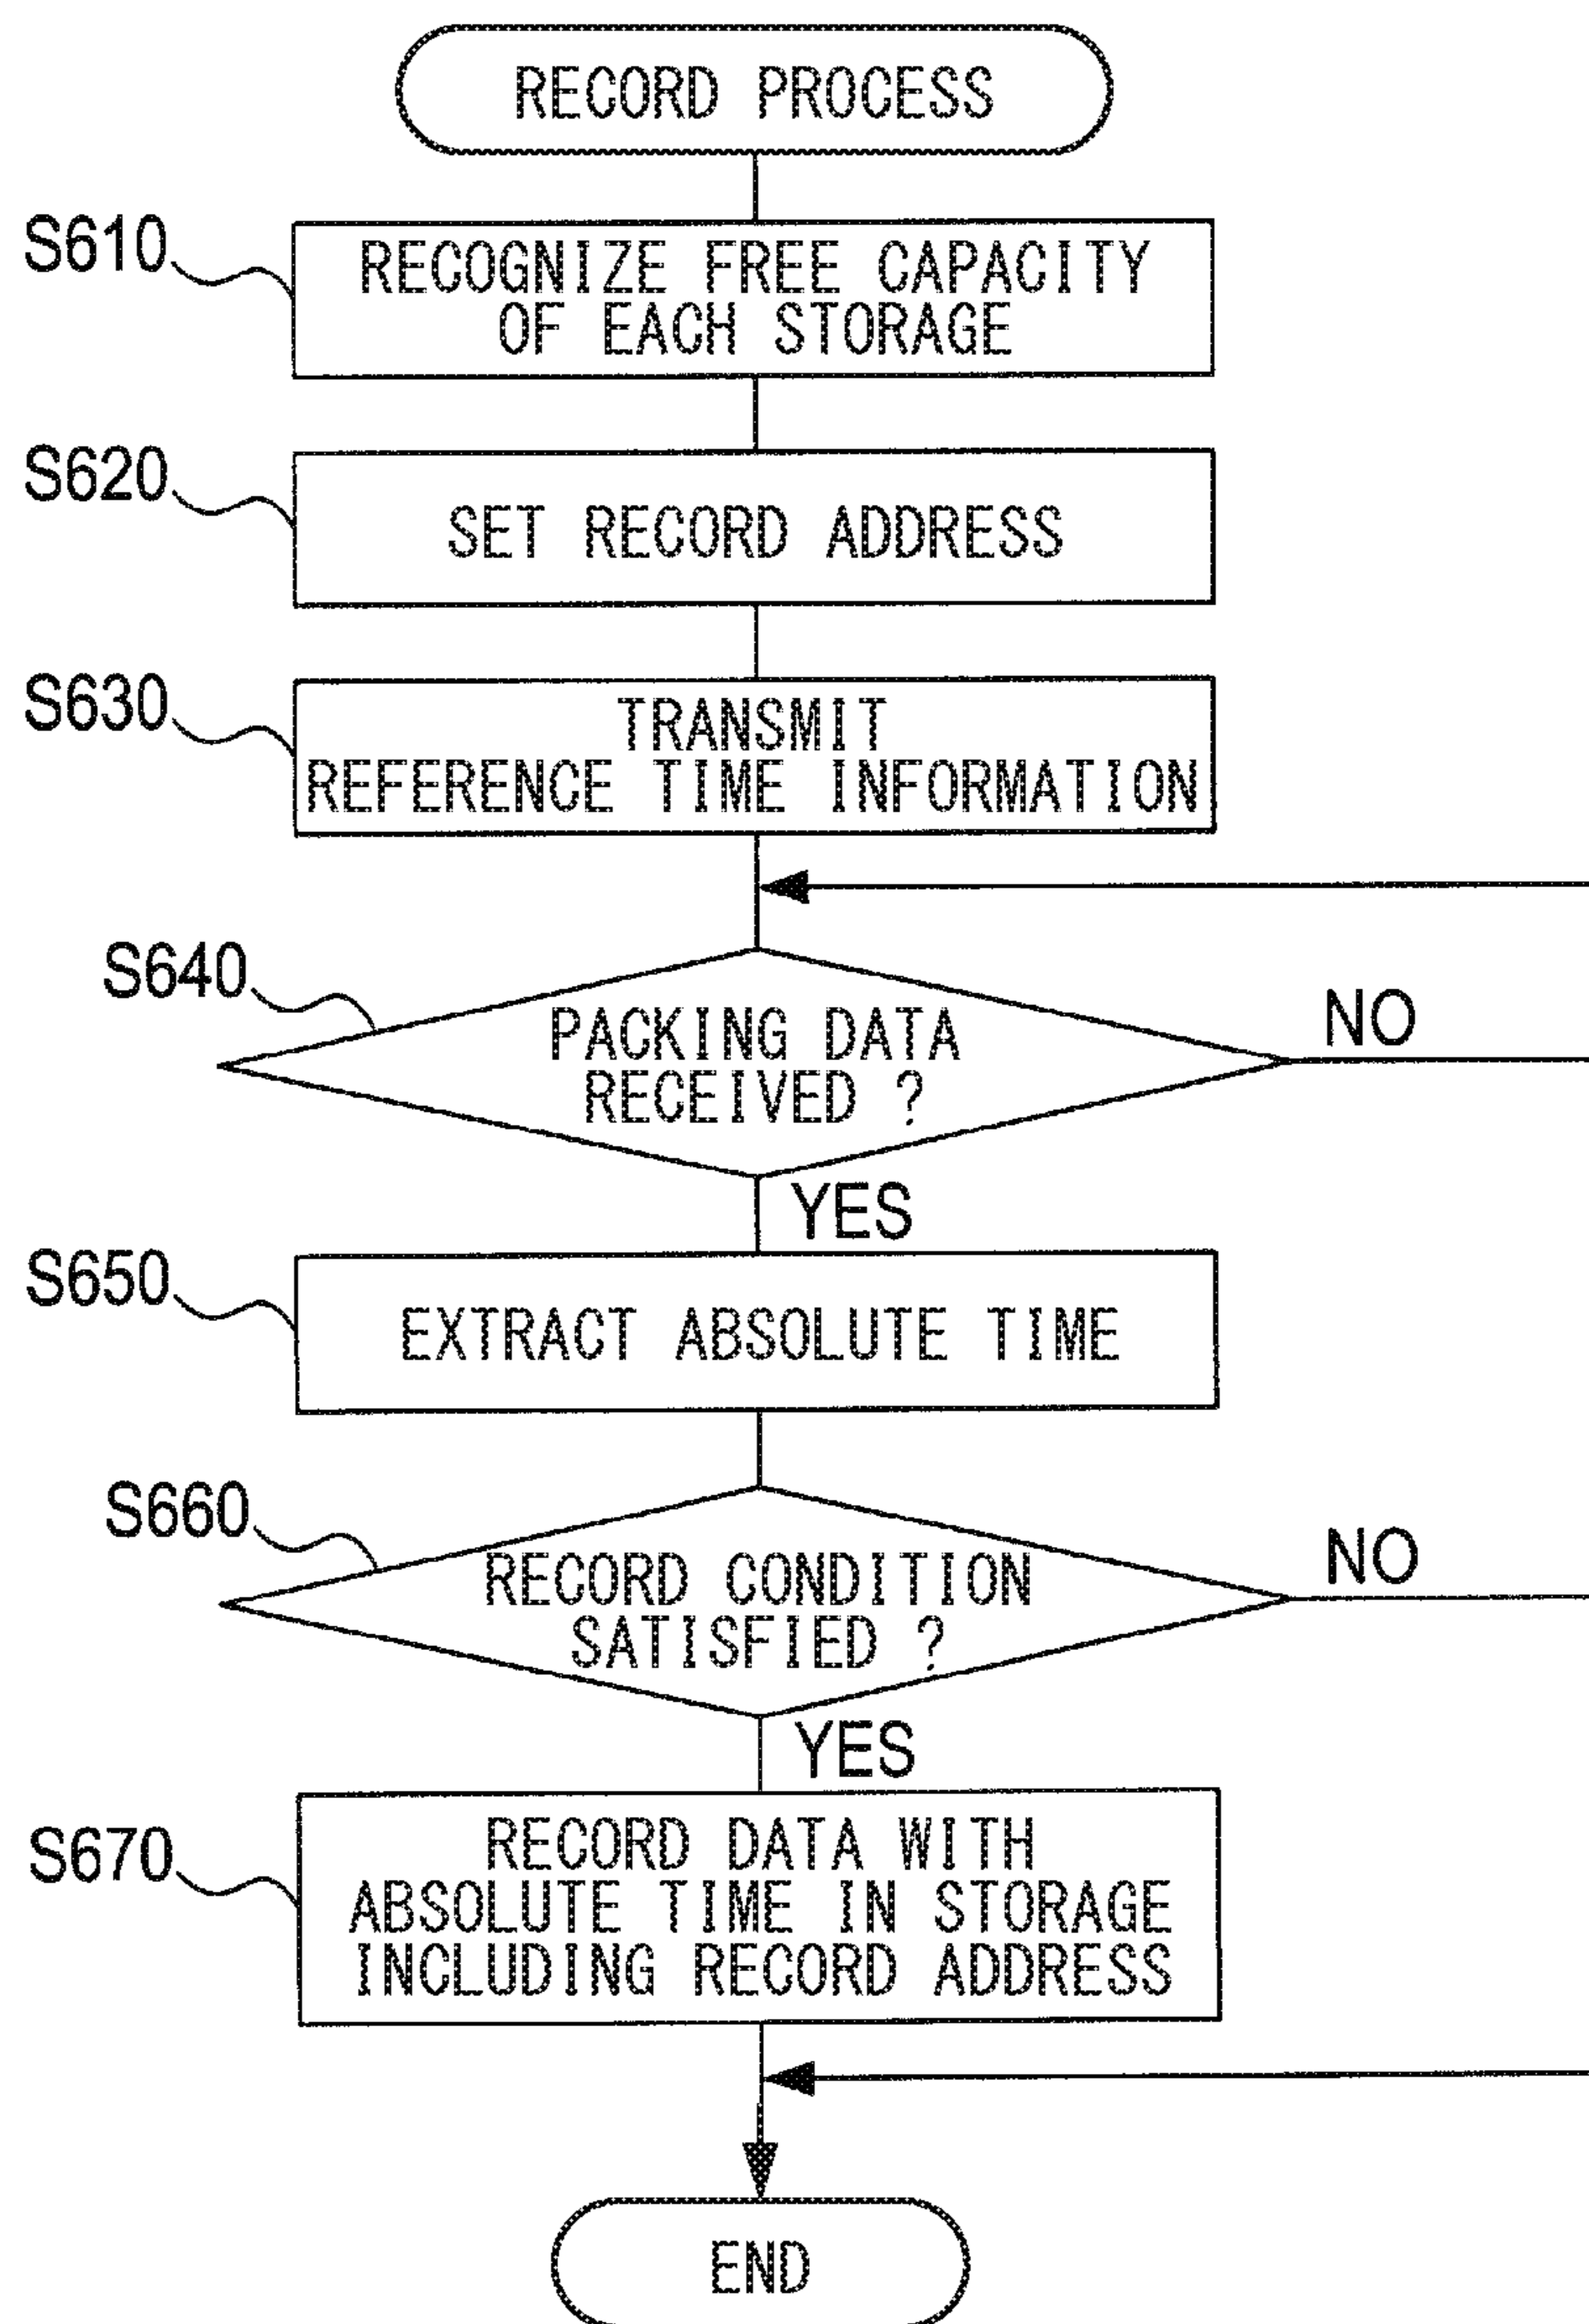 RECORD PROCESS
S610
RECOGNIZE FREE CAPACITY
OF EACH STORAGE
S620
SET RECORD ADDRESS
S630
TRANSMIT
REFERENCE TIME INFORMATION
S640
PACKING DATA
RECEIVED ?
NO
YES
S650
EXTRACT ABSOLUTE TIME
S660
RECORD CONDITION
SATISFIED ?
NO
YES
S670
RECORD DATA WITH
ABSOLUTE TIME IN STORAGE
INCLUDING RECORD ADDRESS
END